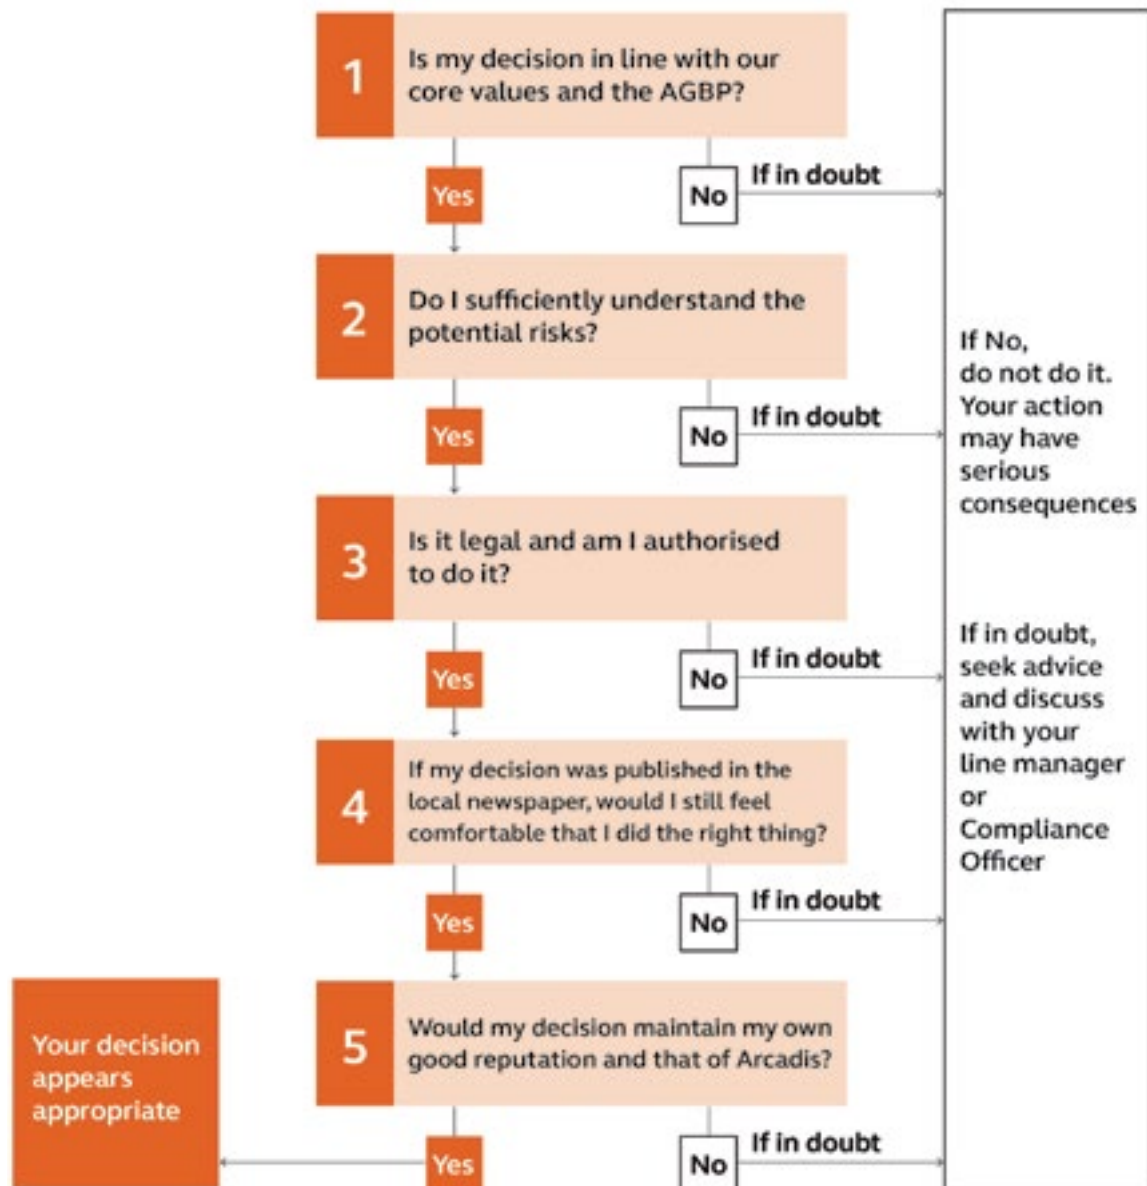 1
Is my decision in line with our
core values and the AGBP?
Yes
No
If in doubt
2
Do I sufficiently understand the
potential risks?
Yes
No
If in doubt
3
Is it legal and am I authorised
to do it?
Yes
No
If in doubt
4
If my decision was published in the
local newspaper, would I still feel
comfortable that I did the right thing?
Yes
No
If in doubt
5
Would my decision maintain my own
good reputation and that of Arcadis?
Yes
No
If in doubt
Your decision
appears
appropriate
If No,
do not do it.
Your action
may have
serious
consequences
If in doubt,
seek advice
and discuss
with your
line manager
or
Compliance
Officer